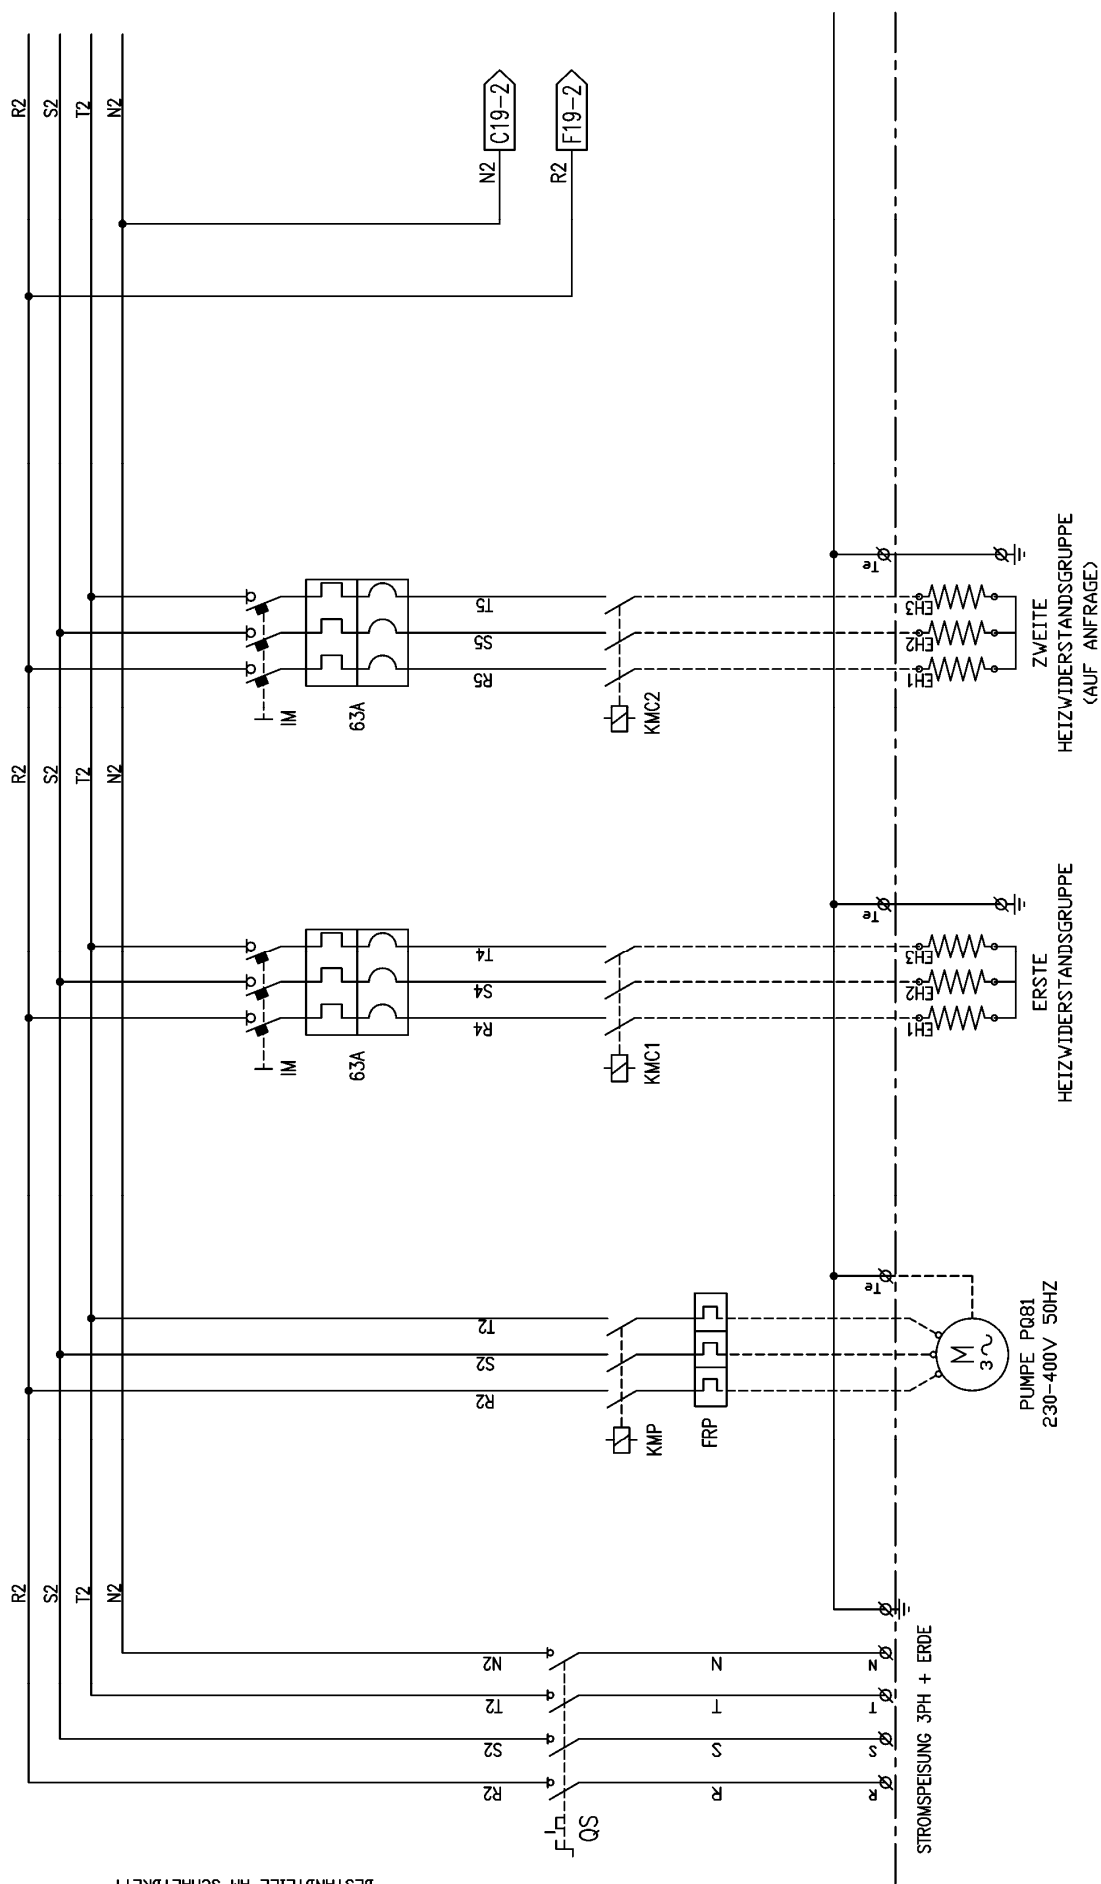 R2
S2
T2
N2
R2
S2
T2
N2
R2
S2
T2
N2
N2
C19-2
R2
F19-2
N2
T2
S2
R2
QS
N
T
S
R
N
T
S
R
STROMSPEISUNG 3PH + ERDE
T2
S2
R2
KMP
FRP
Te
M
3~
PUMPE PQ81
230-400V 50HZ
IM
63A
T4
S4
R4
KMC1
Te
EH3
EH2
EH1
ERSTE
HEIZWIDERSTANDSGRUPPE
IM
63A
T5
S5
R5
KMC2
Te
EH3
EH2
EH1
ZWEITE
HEIZWIDERSTANDSGRUPPE
(AUF ANFRAGE)
BESTANDTEILE AM SCHALTBRETT